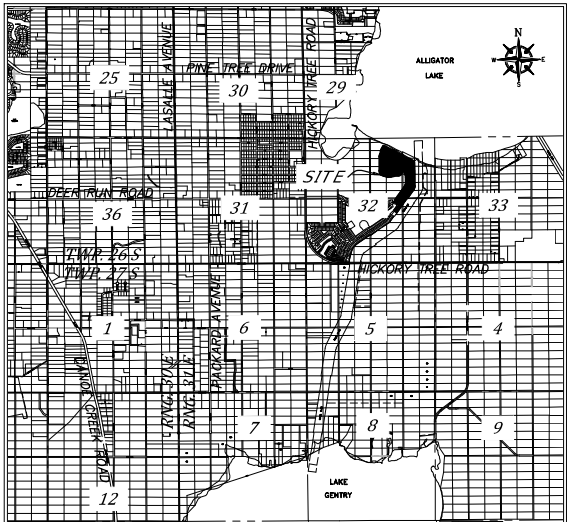 N
W E
S
ALLIGATOR
LAKE
LASALLE AVENUE
HICKORY TREE ROAD
PINE TREE DRIVE
25
30
29
SITE
DEER RUN ROAD
36
31
32
33
TWP. 26 S
TWP. 27 S
HICKORY TREE ROAD
PACKARD AVENUE
1
6
5
4
CANOE CREEK ROAD
RNG. 30 E
RNG. 31 E
7
8
9
12
LAKE
GENTRY